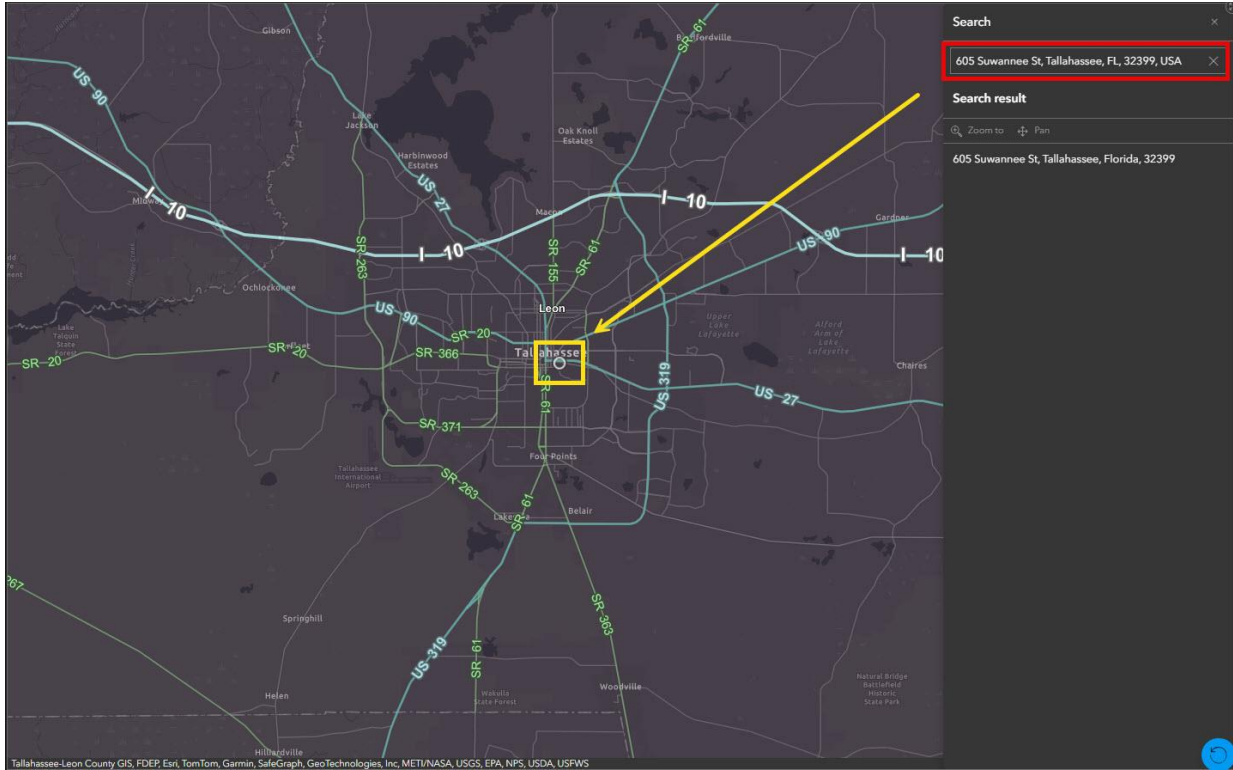 Gibson
SR-61
Bradfordville
US-90
Lake
Jackson
Oak Knoll
Estates
Harbinwood
Estates
US-27
I-10
Midway
I-10
Macon
Gardner
US-90
SR-263
I-10
SR-155
SR-61
I-10
Ochlockonee
US-90
Leon
Upper
Lake
Lafayette
Alford
Arm of
Lake
Lafayette
Lake
Talquin
State
Forest
SR-20
SR-20
SR-366
Tallahassee
SR-20
Chaires
SR-61
US-319
US-27
SR-371
Four Points
Tallahassee
International
Airport
SR-263
SR-61
Belair
267
SR-363
Springhill
US-319
SR-61
Helen
Wakulla
State Forest
Woodville
Natural Bridge
Battlefield
Historic
State Park
Hilliardville
Tallahassee-Leon County GIS, FDEP, Esri, TomTom, Garmin, SafeGraph, GeoTechnologies, Inc, METI/NASA, USGS, EPA, NPS, USDA, USFWS
Search
605 Suwannee St, Tallahassee, FL, 32399, USA
Search result
Zoom to Pan
605 Suwannee St, Tallahassee, Florida, 32399